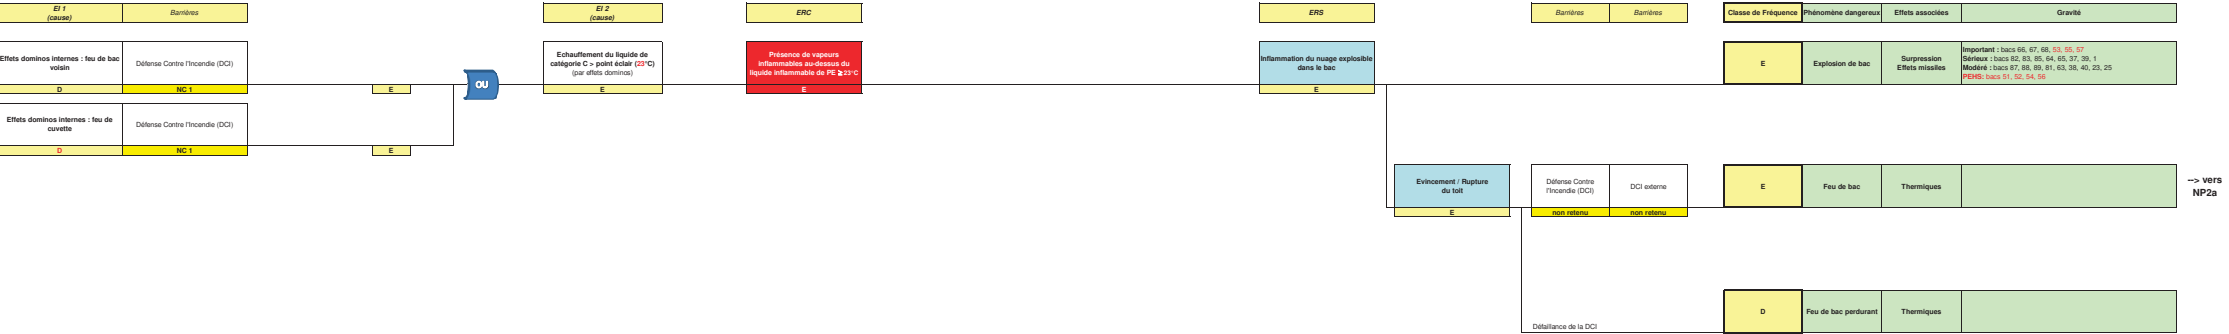 EI 1
(cause)
Barrières
EI 2
(cause)
ERC
ERS
Barrières
Barrières
Classe de Fréquence
Phénomène dangereux
Effets associées
Gravité
Effets dominos internes : feu de bac
voisin
Défense Contre l'Incendie (DCI)
D
NC 1
E
OU
Echauffement du liquide de
catégorie C > point éclair (23°C)
(par effets dominos)
E
Présence de vapeurs
inflammables au-dessus du
liquide inflammable de PE ≥23°C
E
Inflammation du nuage explosible
dans le bac
E
E
Explosion de bac
Surpression
Effets missiles
Important : bacs 66, 67, 68, 53, 55, 57
Sérieux : bacs 82, 83, 85, 64, 65, 37, 39, 1
Modéré : bacs 87, 88, 89, 81, 63, 38, 40, 23, 25
PEHS: bacs 51, 52, 54, 56
Effets dominos internes : feu de
cuvette
Défense Contre l'Incendie (DCI)
D
NC 1
E
Evincement / Rupture
du toit
E
Défense Contre
l'Incendie (DCI)
non retenu
DCI externe
non retenu
E
Feu de bac
Thermiques
--> vers
NP2a
Défaillance de la DCI
D
Feu de bac perdurant
Thermiques